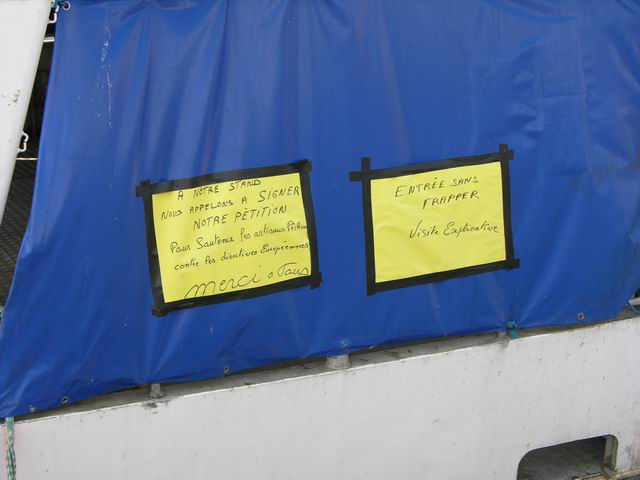 A NOTRE STAND
NOUS APPELONS A SIGNER
NOTRE PÉTITION
Pour Soutenir les artisans Pêcheurs
contre les directives Européennes
Merci a Tous
ENTRÉE SANS
FRAPPER
Visite Explicative